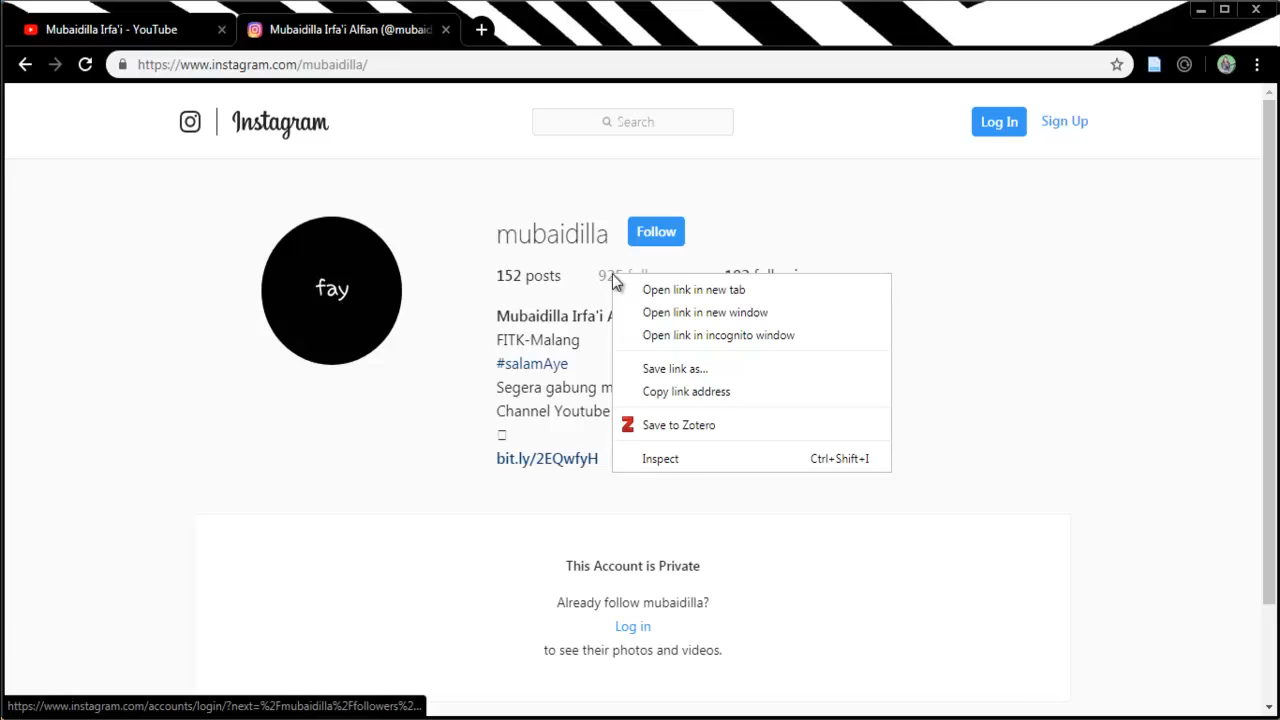 Mubaidilla Irfa'i - YouTube
Mubaidilla Irfa'i Alfian (@mubaid
https://www.instagram.com/mubaidilla/
Instagram
Search
Log In
Sign Up
fay
mubaidilla
Follow
152 posts
Mubaidilla Irfa'i A
FITK-Malang
#salamAye
Segera gabung m
Channel Youtube
bit.ly/2EQwfyH
Open link in new tab
Open link in new window
Open link in incognito window
Save link as...
Copy link address
Z Save to Zotero
Inspect Ctrl+Shift+I
This Account is Private
Already follow mubaidilla?
Log in
to see their photos and videos.
https://www.instagram.com/accounts/login/?next=%2Fmubaidilla%2Ffollowers%2...